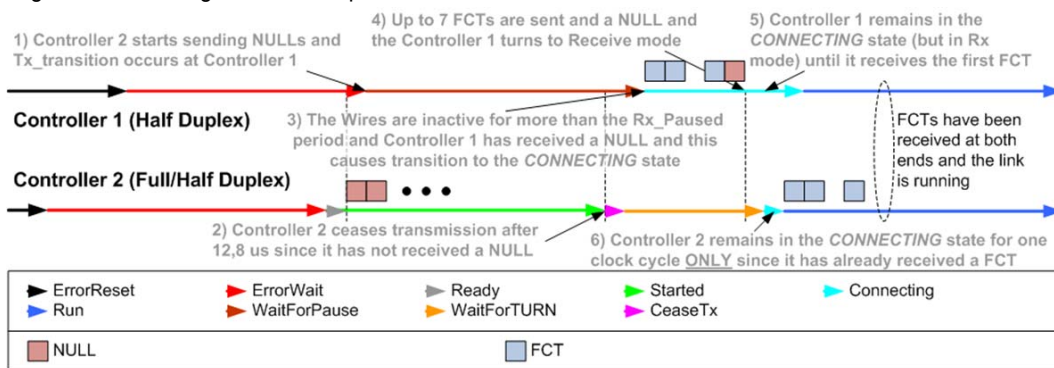 4) Up to 7 FCTs are sent and a NULL and
the Controller 1 turns to Receive mode
5) Controller 1 remains in the
CONNECTING state (but in Rx
mode) until it receives the first FCT
1) Controller 2 starts sending NULLs and
Tx_transition occurs at Controller 1
Controller 1 (Half Duplex)
3) The Wires are inactive for more than the Rx_Paused
period and Controller 1 has received a NULL and this
causes transition to the CONNECTING state
FCTs have been
received at both
ends and the link
is running
Controller 2 (Full/Half Duplex)
2) Controller 2 ceases transmission after
12,8 us since it has not received a NULL
6) Controller 2 remains in the CONNECTING state for one
clock cycle ONLY since it has already received a FCT
ErrorReset
ErrorWait
Ready
Started
Connecting
Run
WaitForPause
WaitForTURN
CeaseTx
NULL
FCT